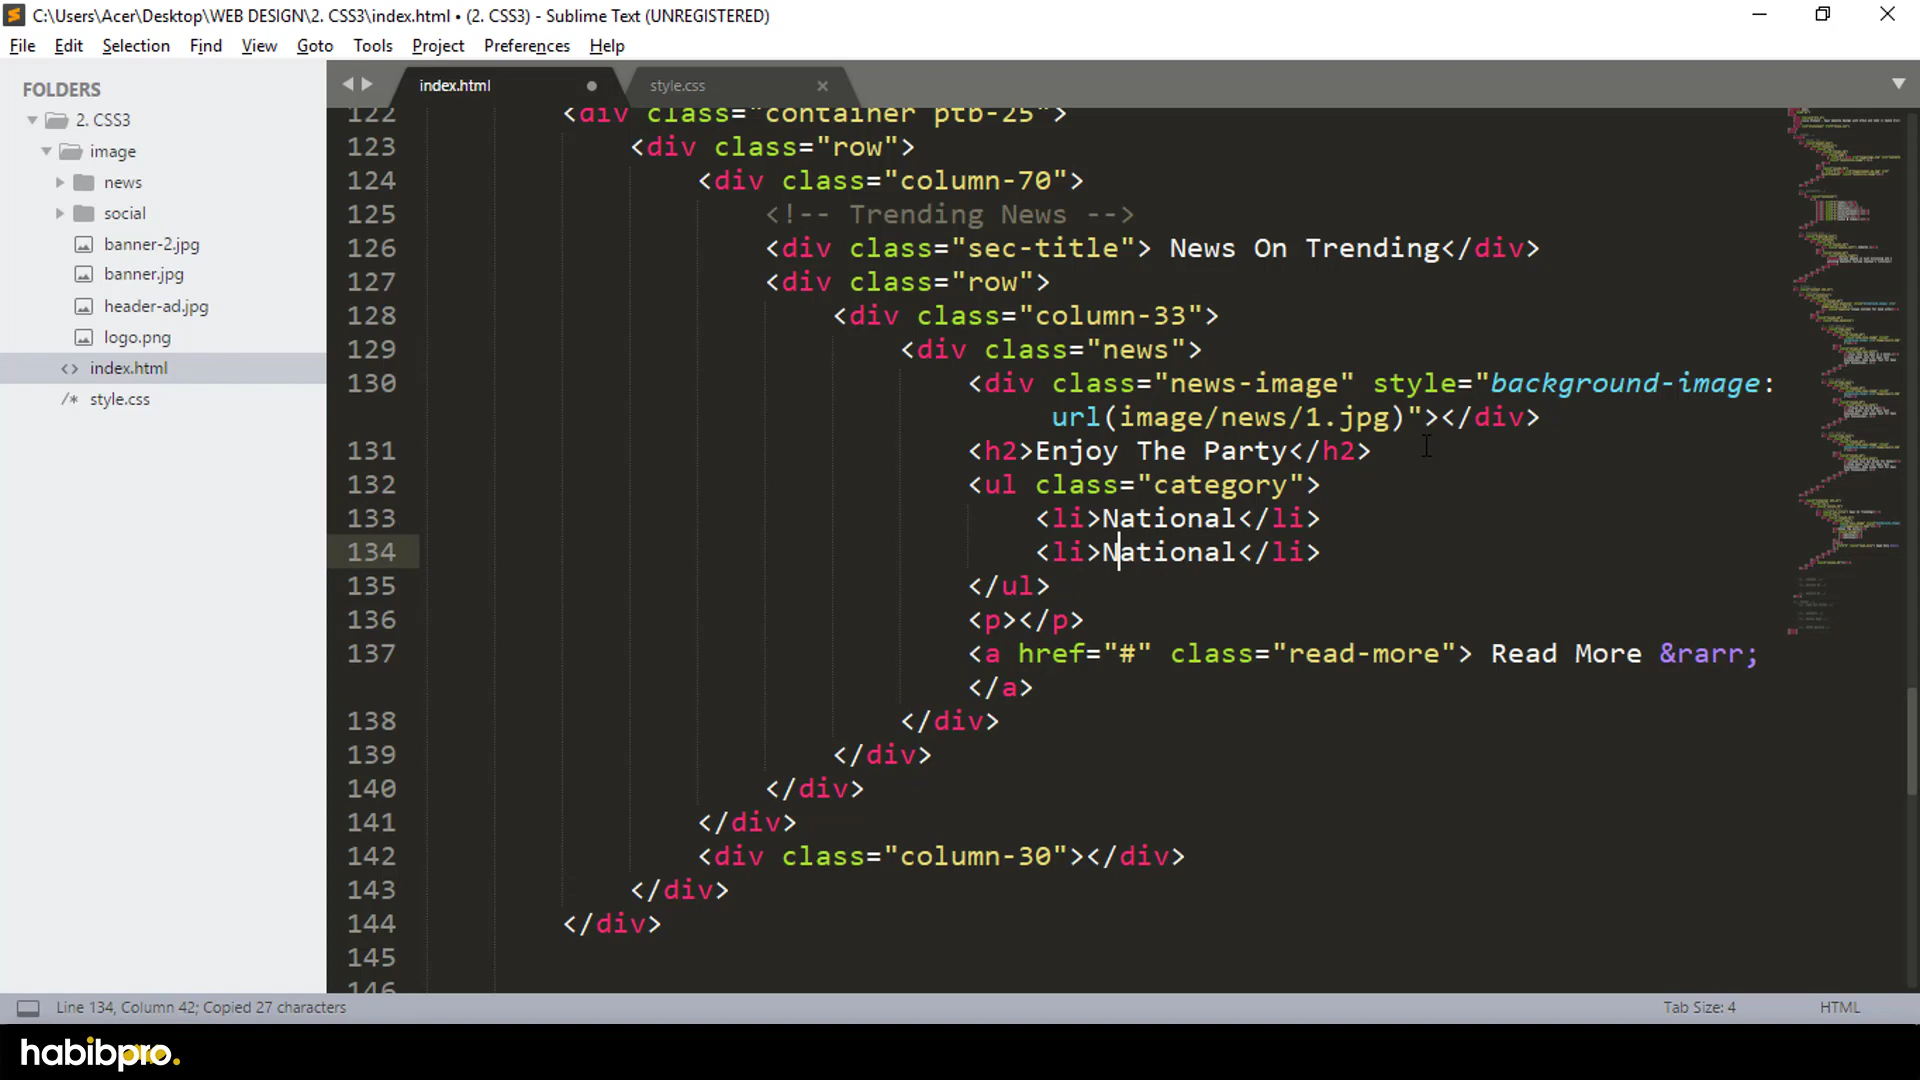 C:\Users\Acer\Desktop\WEB DESIGN\2. CSS3\index.html • (2. CSS3) - Sublime Text (UNREGISTERED)
File Edit Selection Find View Goto Tools Project Preferences Help
FOLDERS
2. CSS3
image
news
social
banner-2.jpg
banner.jpg
header-ad.jpg
logo.png
index.html
style.css
index.html style.css
122 <div class="container ptb-25">
123 <div class="row">
124 <div class="column-70">
125 <!-- Trending News -->
126 <div class="sec-title"> News On Trending</div>
127 <div class="row">
128 <div class="column-33">
129 <div class="news">
130 <div class="news-image" style="background-image:
url(image/news/1.jpg)"></div>
131 <h2>Enjoy The Party</h2>
132 <ul class="category">
133 <li>National</li>
134 <li>National</li>
135 </ul>
136 <p></p>
137 <a href="#" class="read-more"> Read More &rarr;
</a>
138 </div>
139 </div>
140 </div>
141 </div>
142 <div class="column-30"></div>
143 </div>
144 </div>
145
146
Line 134, Column 42; Copied 27 characters
Tab Size: 4 HTML
habibpro.